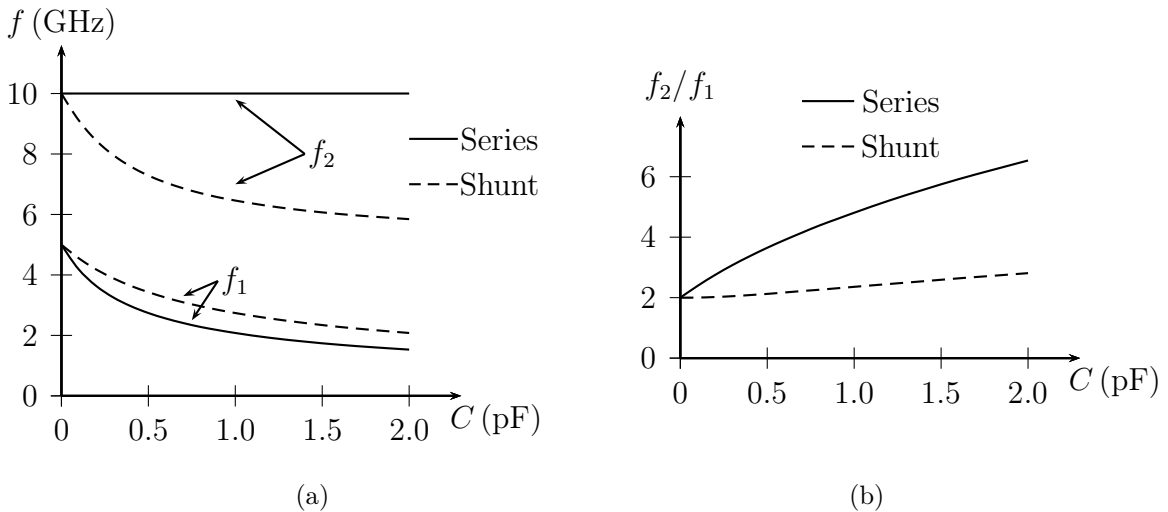 f (GHz)
10
8
6
4
2
0
0 0.5 1.0 1.5 2.0
C (pF)
f₂
f₁
Series
Shunt
(a)
f₂/f₁
Series
Shunt
6
4
2
0
0 0.5 1.0 1.5 2.0
C (pF)
(b)